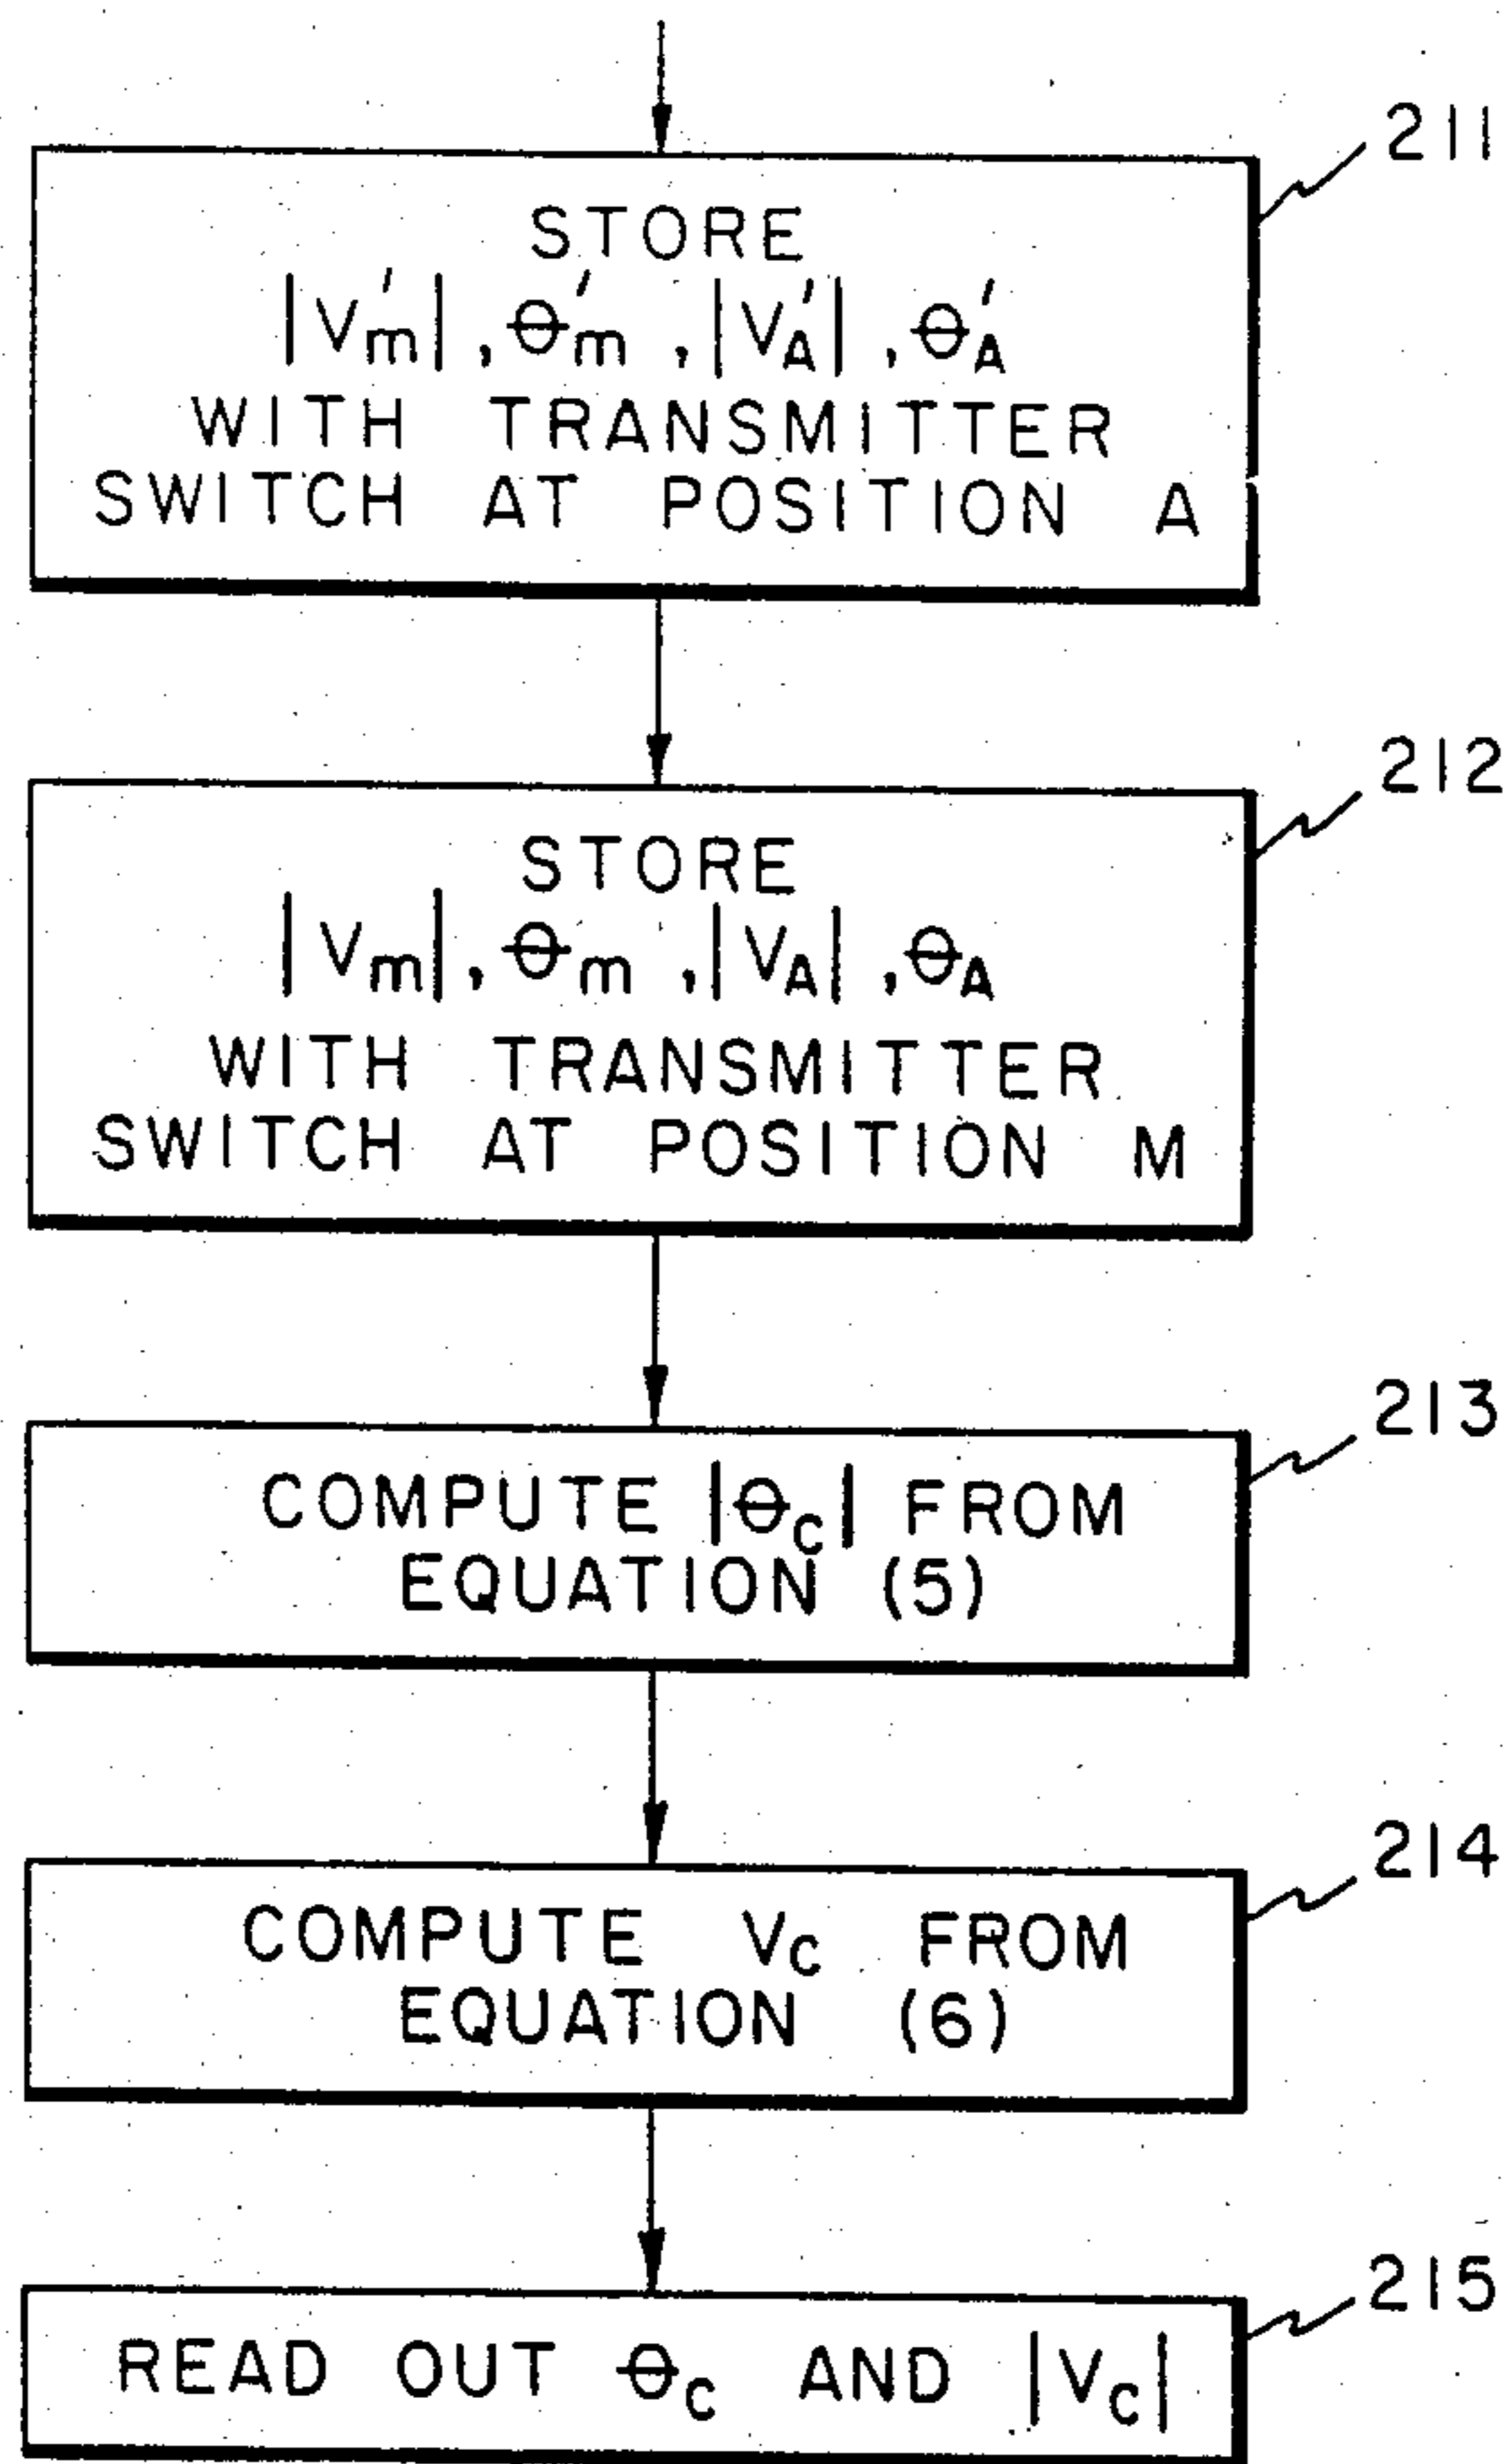 211
STORE
|V'm|, θ'm, |V'A|, θ'A
WITH TRANSMITTER
SWITCH AT POSITION A
212
STORE
|Vm|, θm, |VA|, θA
WITH TRANSMITTER
SWITCH AT POSITION M
213
COMPUTE |θc| FROM
EQUATION (5)
214
COMPUTE Vc FROM
EQUATION (6)
215
READ OUT θc AND |Vc|